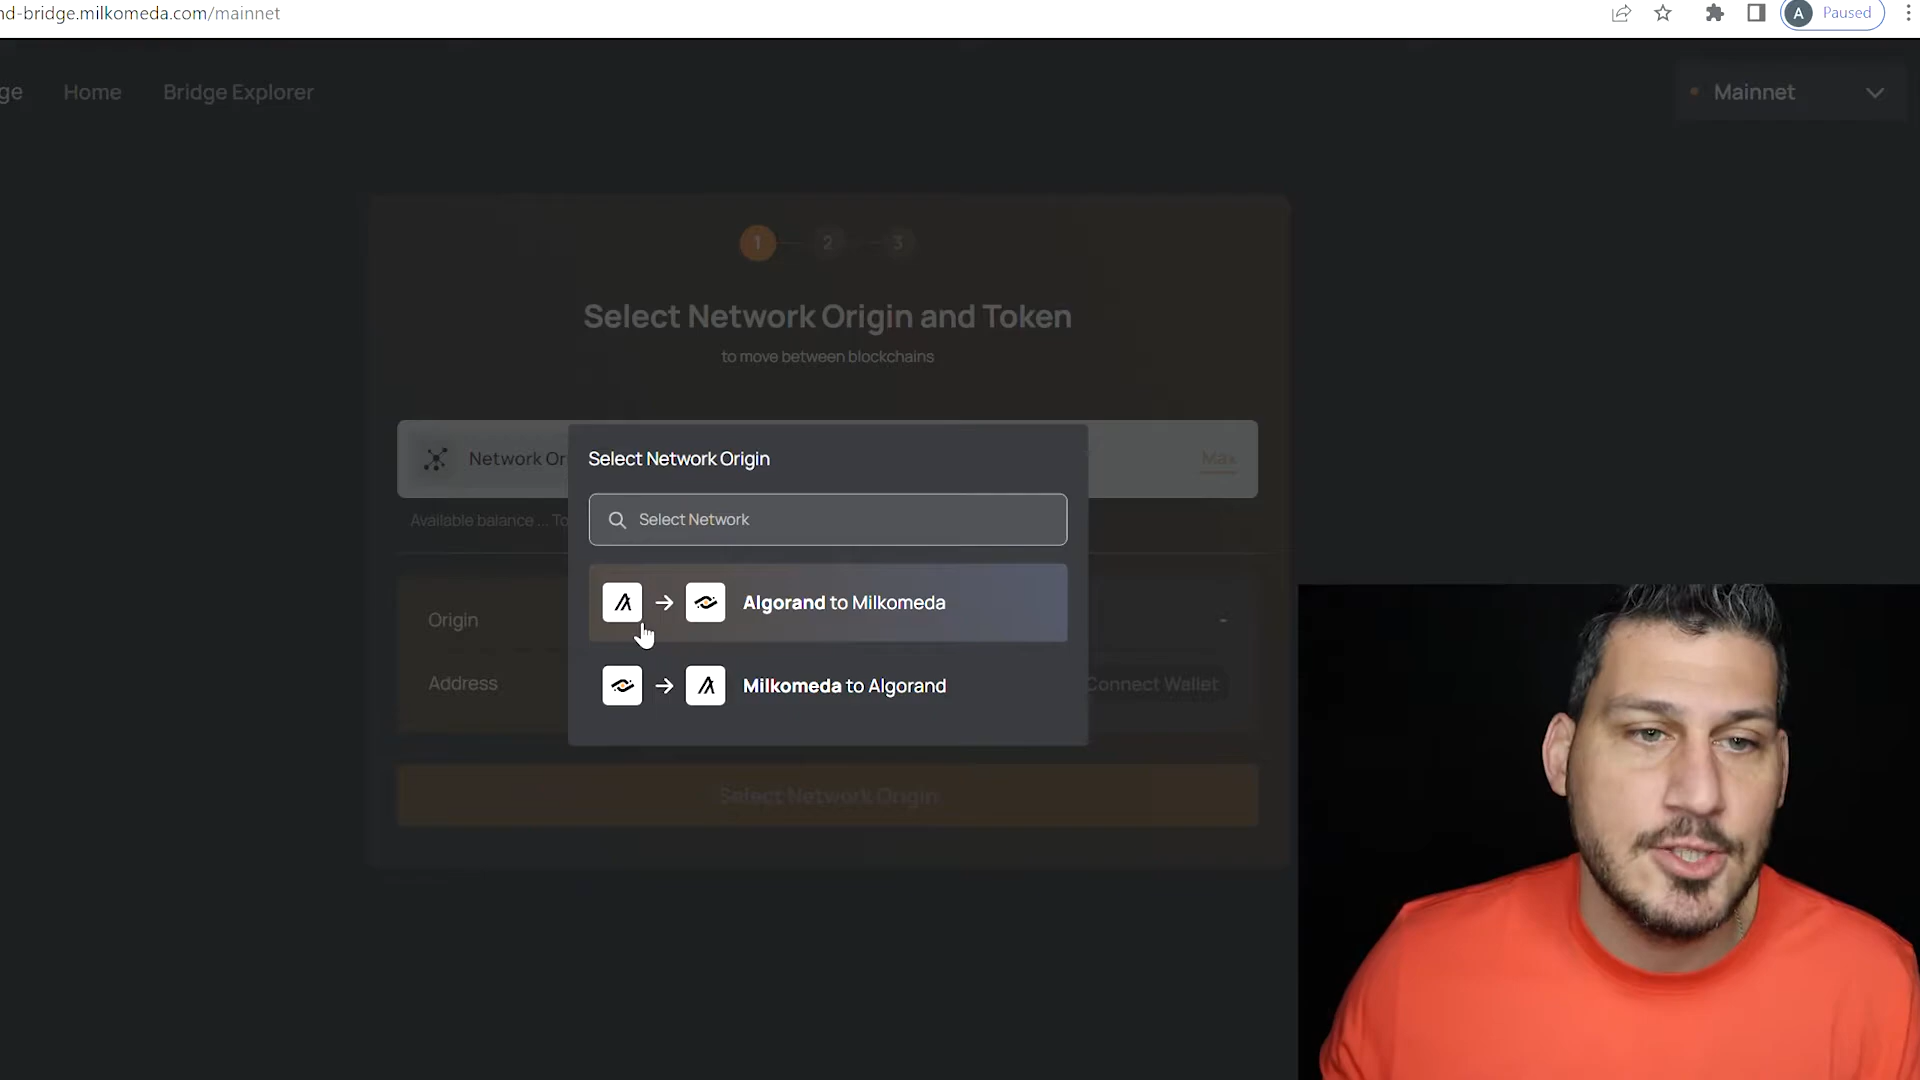 nd-bridge.milkomeda.com/mainnet
A
Paused
ge
Home
Bridge Explorer
Mainnet
1
2
3
Select Network Origin and Token
to move between blockchains
Network Or
Max
Available balance ... To
Select Network Origin
Select Network
Algorand to Milkomeda
Milkomeda to Algorand
Origin
-
Address
Connect Wallet
Select Network Origin